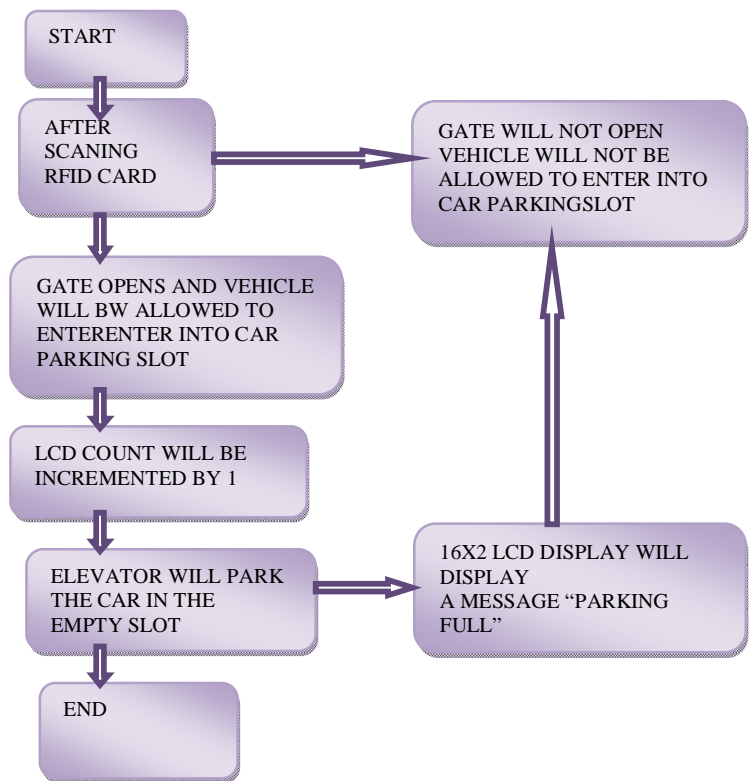 START
AFTER
SCANING
RFID CARD
GATE WILL NOT OPEN
VEHICLE WILL NOT BE
ALLOWED TO ENTER INTO
CAR PARKINGSLOT
GATE OPENS AND VEHICLE
WILL BW ALLOWED TO
ENTERENTER INTO CAR
PARKING SLOT
LCD COUNT WILL BE
INCREMENTED BY 1
ELEVATOR WILL PARK
THE CAR IN THE
EMPTY SLOT
16X2 LCD DISPLAY WILL
DISPLAY
A MESSAGE “PARKING
FULL”
END